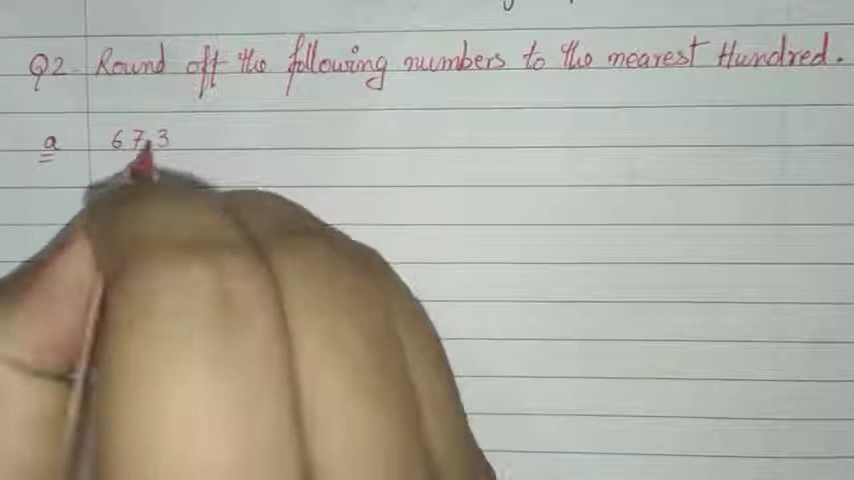 Q2. Round off the following numbers to the nearest Hundred.
a 673